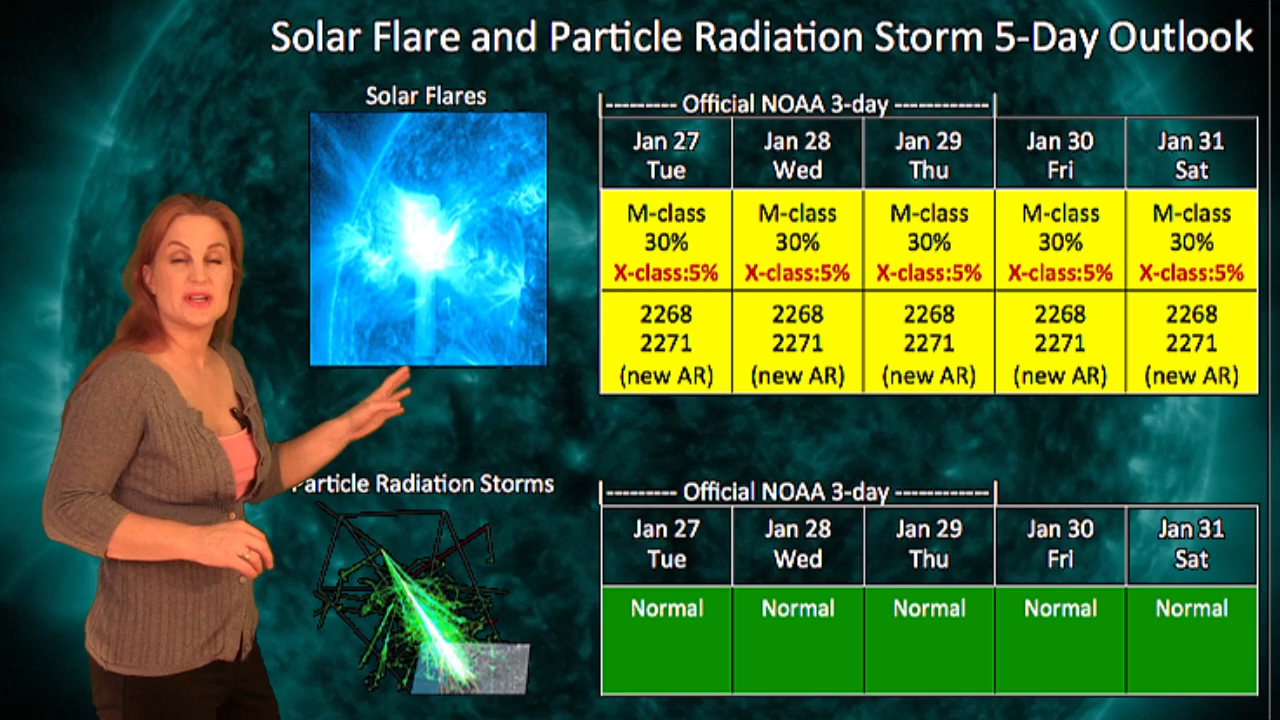 Solar Flare and Particle Radiation Storm 5-Day Outlook
Solar Flares
|--------- Official NOAA 3-day ------------|
Jan 27 Jan 28 Jan 29 Jan 30 Jan 31
Tue Wed Thu Fri Sat
M-class M-class M-class M-class M-class
30% 30% 30% 30% 30%
X-class:5% X-class:5% X-class:5% X-class:5% X-class:5%
2268 2268 2268 2268 2268
2271 2271 2271 2271 2271
(new AR) (new AR) (new AR) (new AR) (new AR)
Particle Radiation Storms
|--------- Official NOAA 3-day ------------|
Jan 27 Jan 28 Jan 29 Jan 30 Jan 31
Tue Wed Thu Fri Sat
Normal Normal Normal Normal Normal